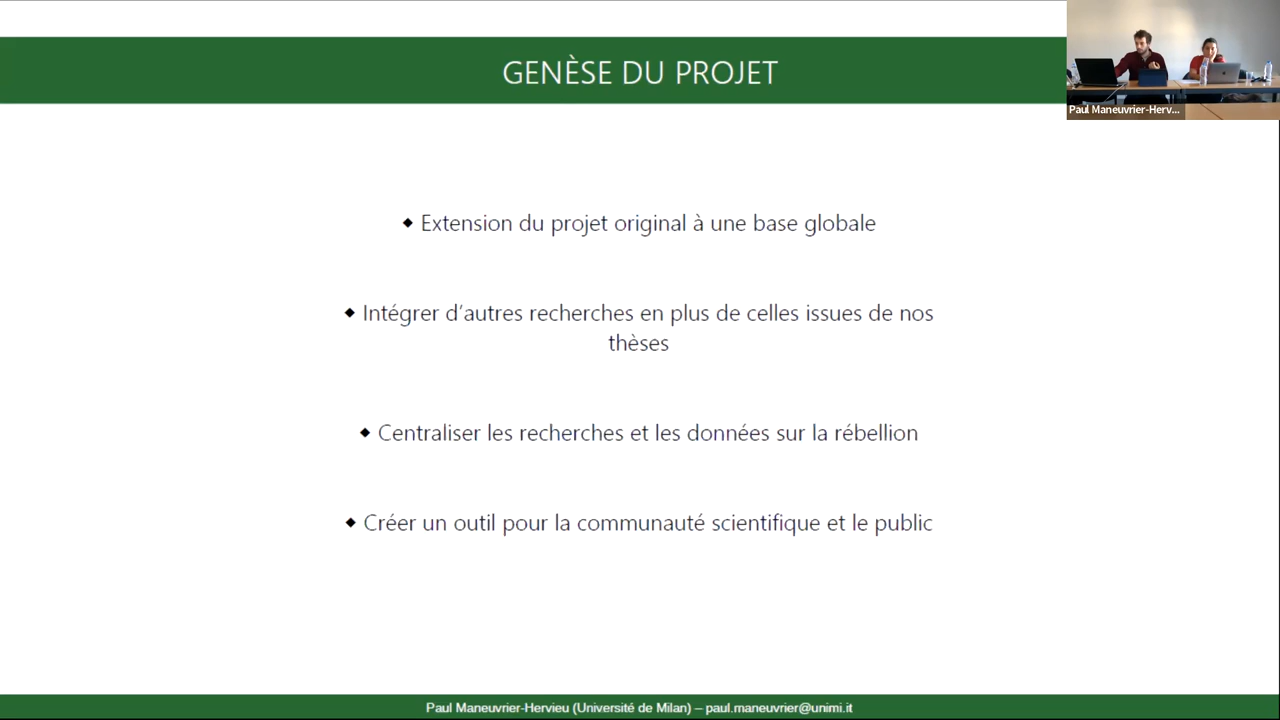 GENÈSE DU PROJET
Paul Maneuvrier-Herv...
◆ Extension du projet original à une base globale
◆ Intégrer d’autres recherches en plus de celles issues de nos
thèses
◆ Centraliser les recherches et les données sur la rébellion
◆ Créer un outil pour la communauté scientifique et le public
Paul Maneuvrier-Hervieu (Université de Milan) – paul.maneuvrier@unimi.it